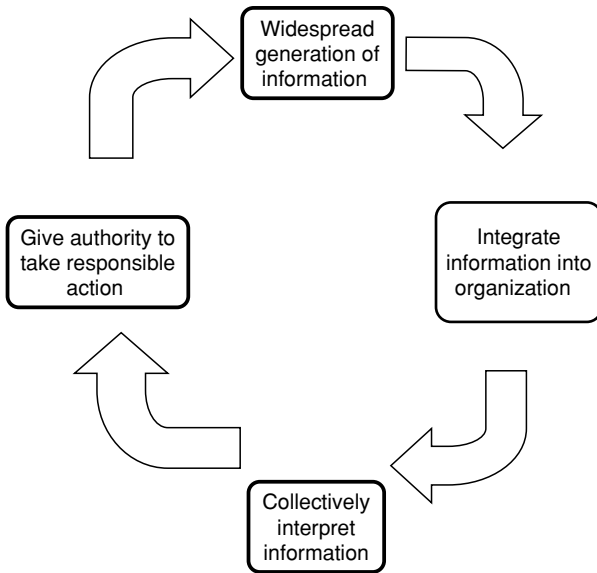 Widespread
generation of
information
Integrate
information into
organization
Collectively
interpret
information
Give authority to
take responsible
action